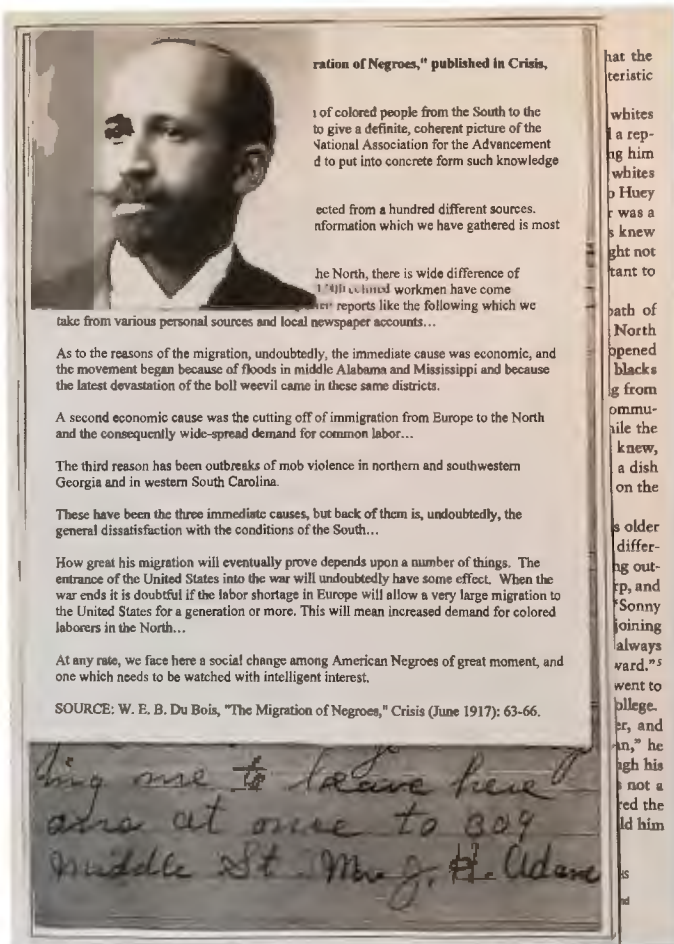 ration of Negroes," published in Crisis,
of colored people from the South to the
to give a definite, coherent picture of the
National Association for the Advancement
d to put into concrete form such knowledge
ected from a hundred different sources.
nformation which we have gathered is most
he North, there is wide difference of
workmen have come
reports like the following which we
take from various personal sources and local newspaper accounts...
As to the reasons of the migration, undoubtedly, the immediate cause was economic, and
the movement began because of floods in middle Alabama and Mississippi and because
the latest devastation of the boll weevil came in these same districts.
A second economic cause was the cutting off of immigration from Europe to the North
and the consequently wide-spread demand for common labor...
The third reason has been outbreaks of mob violence in northern and southwestern
Georgia and in western South Carolina.
These have been the three immediate causes, but back of them is, undoubtedly, the
general dissatisfaction with the conditions of the South...
How great his migration will eventually prove depends upon a number of things. The
entrance of the United States into the war will undoubtedly have some effect. When the
war ends it is doubtful if the labor shortage in Europe will allow a very large migration to
the United States for a generation or more. This will mean increased demand for colored
laborers in the North...
At any rate, we face here a social change among American Negroes of great moment, and
one which needs to be watched with intelligent interest.
SOURCE: W. E. B. Du Bois, "The Migration of Negroes," Crisis (June 1917): 63-66.
ing me to leave here
and at once to 809
Middle St Mr J. H. Adams
hat the
teristic
whites
a rep-
ng him
whites
o Huey
r was a
s knew
ght not
tant to
path of
North
opened
blacks
g from
ommu-
hile the
knew,
a dish
on the
s older
differ-
ng out-
rp, and
"Sonny
joining
always
ward."5
went to
ollege.
er, and
an," he
ugh his
s not a
red the
ld him